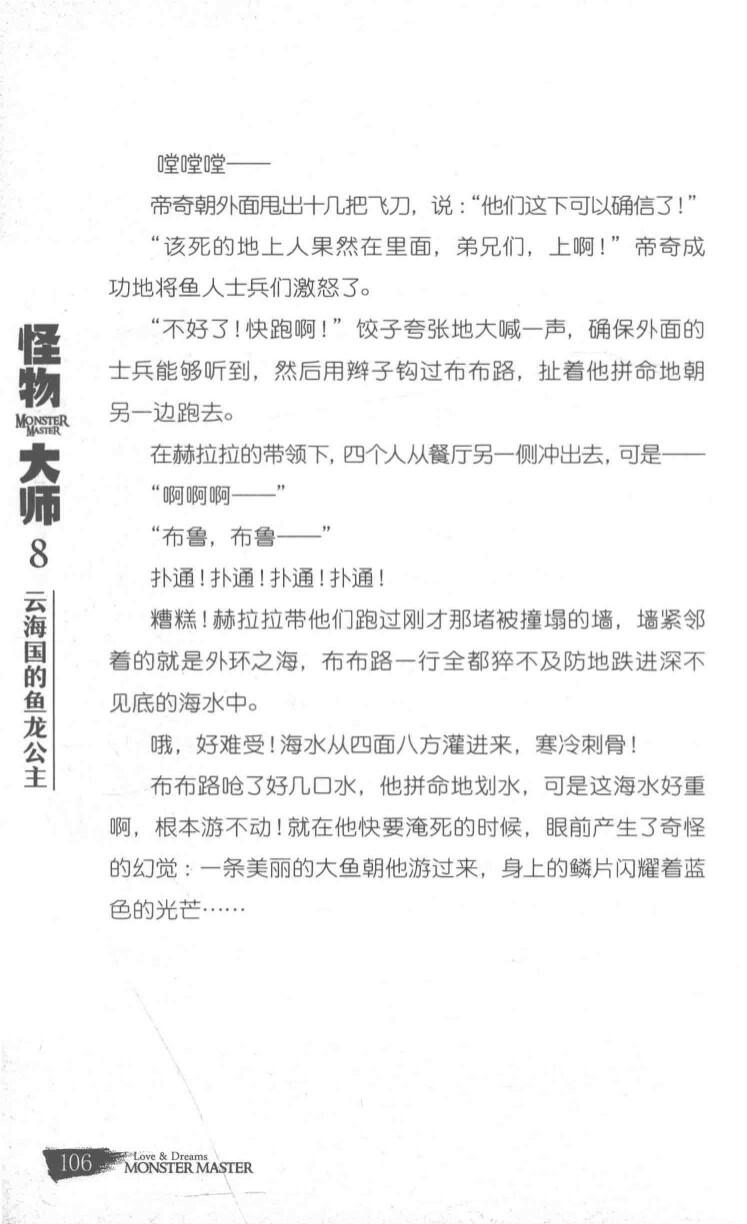 嘡嘡嘡——
帝奇朝外面甩出十几把飞刀，说：“他们这下可以确信了！”
“该死的地上人果然在里面，弟兄们，上啊！”帝奇成
功地将鱼人士兵们激怒了。
“不好了！快跑啊！”饺子夸张地大喊一声，确保外面的
士兵能够听到，然后用辫子钩过布布路，扯着他拼命地朝
另一边跑去。
在赫拉拉的带领下，四个人从餐厅另一侧冲出去，可是——
“啊啊啊——”
“布鲁，布鲁——”
扑通！扑通！扑通！扑通！
糟糕！赫拉拉带他们跑过刚才那堵被撞塌的墙，墙紧邻
着的就是外环之海，布布路一行全都猝不及防地跌进深不
见底的海水中。
哦，好难受！海水从四面八方灌进来，寒冷刺骨！
布布路呛了好几口水，他拼命地划水，可是这海水好重
啊，根本游不动！就在他快要淹死的时候，眼前产生了奇怪
的幻觉：一条美丽的大鱼朝他游过来，身上的鳞片闪耀着蓝
色的光芒……
怪物
MONSTER
MASTER
大师
8
云海国的鱼龙公主
106
Love & Dreams
MONSTER MASTER